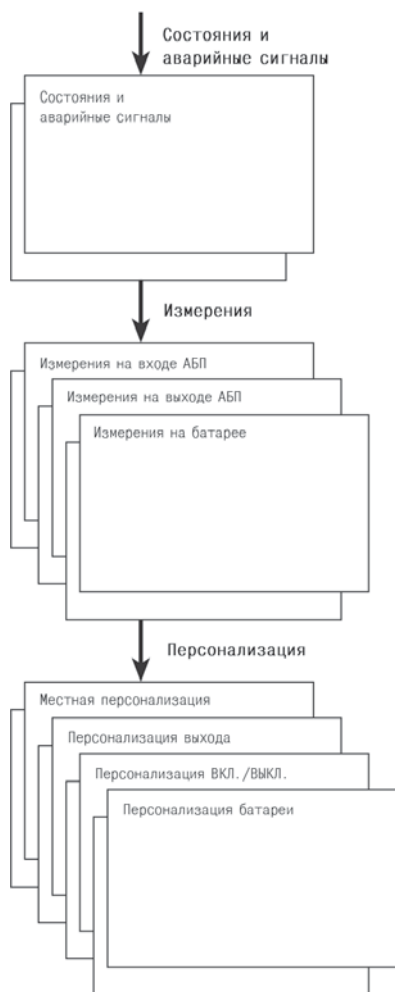 Состояния и
аварийные сигналы
Состояния и
аварийные сигналы
Измерения
Измерения на входе АБП
Измерения на выходе АБП
Измерения на батарее
Персонализация
Местная персонализация
Персонализация выхода
Персонализация ВКЛ./ВЫКЛ.
Персонализация батареи